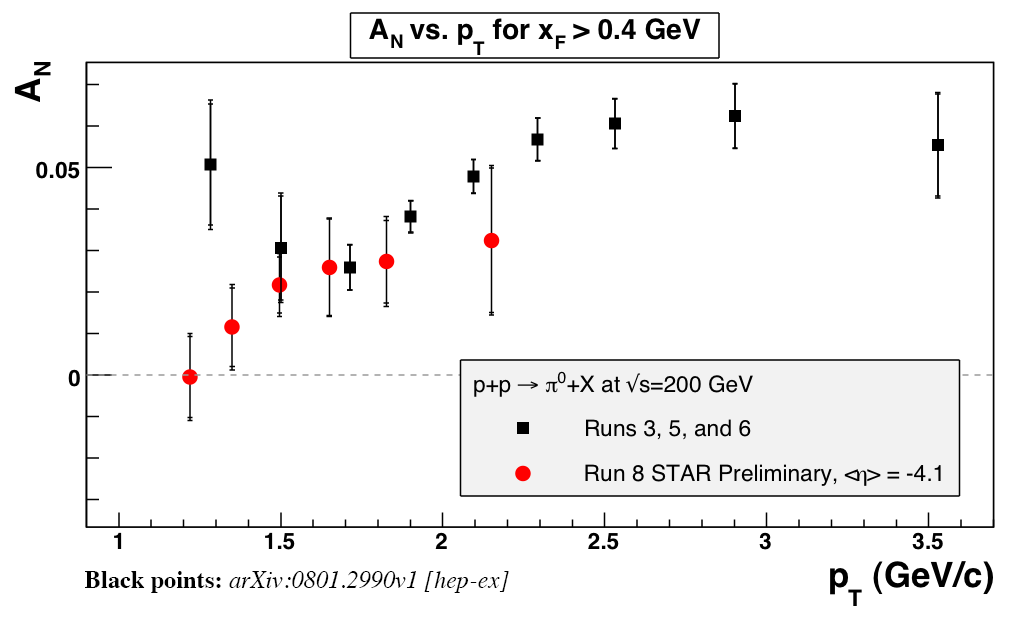 A_N vs. p_T for x_F > 0.4 GeV
A_N
0.05
0
p+p → π⁰+X at √s=200 GeV
Runs 3, 5, and 6
Run 8 STAR Preliminary, <η> = -4.1
1 1.5 2 2.5 3 3.5
Black points: arXiv:0801.2990v1 [hep-ex]
p_T (GeV/c)